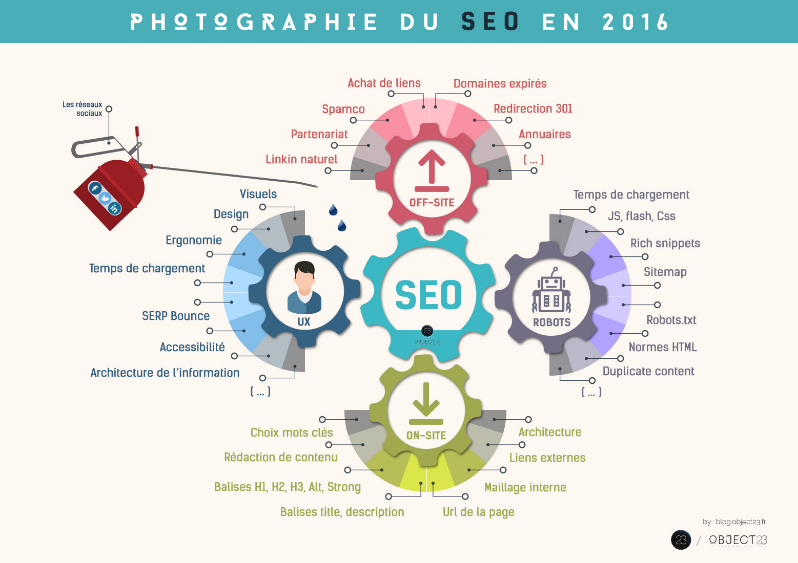 PHOTOGRAPHIE DU SEO EN 2016
Les réseaux
sociaux
Achat de liens
Domaines expirés
Spamco
Redirection 301
Partenariat
Annuaires
Linkin naturel
( ... )
OFF-SITE
Visuels
Design
Ergonomie
Temps de chargement
SERP Bounce
Accessibilité
Architecture de l'information
( ... )
UX
SEO
23
Temps de chargement
JS, flash, Css
Rich snippets
Sitemap
Robots.txt
Normes HTML
Duplicate content
( ... )
ROBOTS
ON-SITE
Choix mots clés
Rédaction de contenu
Balises H1, H2, H3, Alt, Strong
Balises title, description
Url de la page
Maillage interne
Liens externes
Architecture
by : blog.object23.fr
23 / OBJECT23